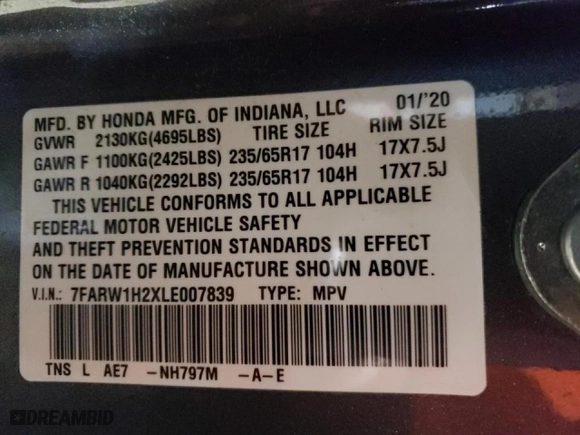 MFD. BY HONDA MFG. OF INDIANA, LLC 01/'20
GVWR 2130KG(4695LBS) TIRE SIZE RIM SIZE
GAWR F 1100KG(2425LBS) 235/65R17 104H 17X7.5J
GAWR R 1040KG(2292LBS) 235/65R17 104H 17X7.5J
THIS VEHICLE CONFORMS TO ALL APPLICABLE
FEDERAL MOTOR VEHICLE SAFETY
AND THEFT PREVENTION STANDARDS IN EFFECT
ON THE DATE OF MANUFACTURE SHOWN ABOVE.
V.I.N.: 7FARW1H2XLE007839 TYPE: MPV
TNS L AE7 -NH797M -A-E
DREAMBID